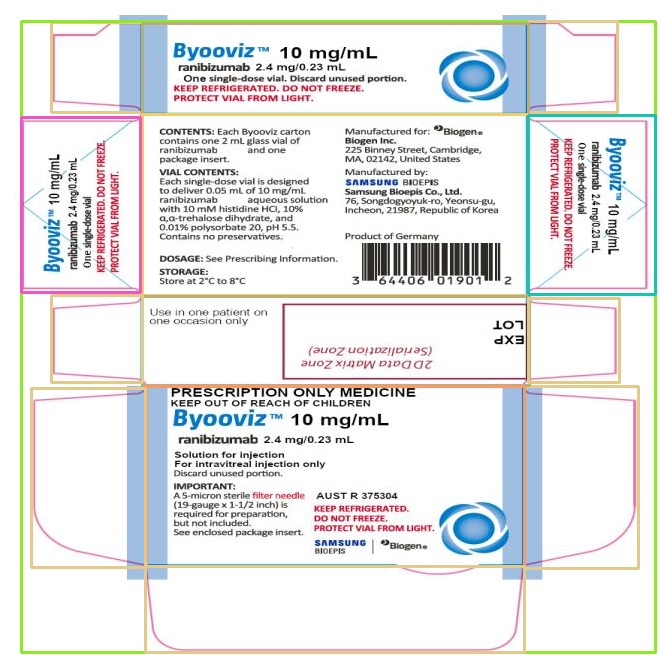 Byooviz™ 10 mg/mL
ranibizumab 2.4 mg/0.23 mL
One single-dose vial. Discard unused portion.
KEEP REFRIGERATED. DO NOT FREEZE.
PROTECT VIAL FROM LIGHT.
Byooviz™ 10 mg/mL
ranibizumab 2.4 mg/0.23 mL
One single-dose vial
KEEP REFRIGERATED. DO NOT FREEZE.
PROTECT VIAL FROM LIGHT.
CONTENTS: Each Byooviz carton
contains one 2 mL glass vial of
ranibizumab and one
package insert.
VIAL CONTENTS:
Each single-dose vial is designed
to deliver 0.05 mL of 10 mg/mL
ranibizumab aqueous solution
with 10 mM histidine HCl, 10%
α,α-trehalose dihydrate, and
0.01% polysorbate 20, pH 5.5.
Contains no preservatives.
DOSAGE: See Prescribing Information.
STORAGE:
Store at 2°C to 8°C
Manufactured for: Biogen®
Biogen Inc.
225 Binney Street, Cambridge,
MA, 02142, United States
Manufactured by:
SAMSUNG BIOEPIS
Samsung Bioepis Co., Ltd.
76, Songdogyoyuk-ro, Yeonsu-gu,
Incheon, 21987, Republic of Korea
Product of Germany
3 64406 01901 2
Byooviz™ 10 mg/mL
ranibizumab 2.4 mg/0.23 mL
One single-dose vial
KEEP REFRIGERATED. DO NOT FREEZE.
PROTECT VIAL FROM LIGHT.
Use in one patient on
one occasion only
EXP
LOT
2D Data Matrix Zone
(Serialization Zone)
PRESCRIPTION ONLY MEDICINE
KEEP OUT OF REACH OF CHILDREN
Byooviz™ 10 mg/mL
ranibizumab 2.4 mg/0.23 mL
Solution for injection
For intravitreal injection only
Discard unused portion.
IMPORTANT:
A 5-micron sterile filter needle
(19-gauge x 1-1/2 inch) is
required for preparation,
but not included.
See enclosed package insert.
AUST R 375304
KEEP REFRIGERATED.
DO NOT FREEZE.
PROTECT VIAL FROM LIGHT.
SAMSUNG
BIOEPIS
Biogen®